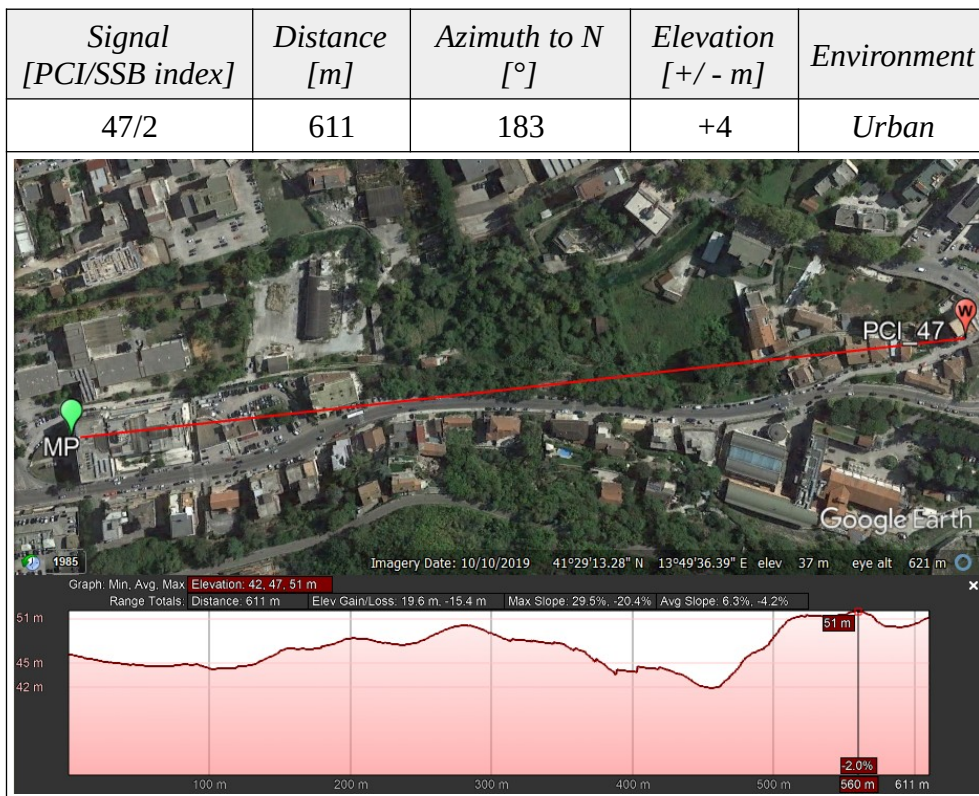 Signal [PCI/SSB index] Distance [m] Azimuth to N [°] Elevation [+/ - m] Environment
47/2 611 183 +4 Urban
PCI_47
W
MP
Google Earth
1985 Imagery Date: 10/10/2019 41°29'13.28" N 13°49'36.39" E elev 37 m eye alt 621 m
Graph: Min, Avg, Max Elevation: 42, 47, 51 m
Range Totals: Distance: 611 m Elev Gain/Loss: 19.6 m, -15.4 m Max Slope: 29.5%, -20.4% Avg Slope: 6.3%, -4.2%
51 m
51 m
45 m
42 m
-2.0%
100 m 200 m 300 m 400 m 500 m 560 m 611 m